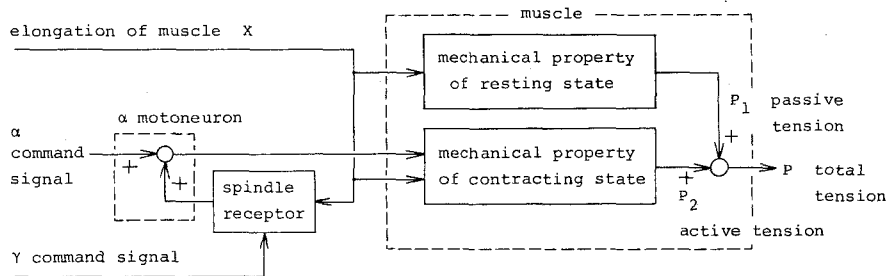 muscle
elongation of muscle X
mechanical property
of resting state
P1 passive
tension
+
α motoneuron
α
command
signal
+
+
mechanical property
of contracting state
+
P2
P total
tension
spindle
receptor
active tension
γ command signal